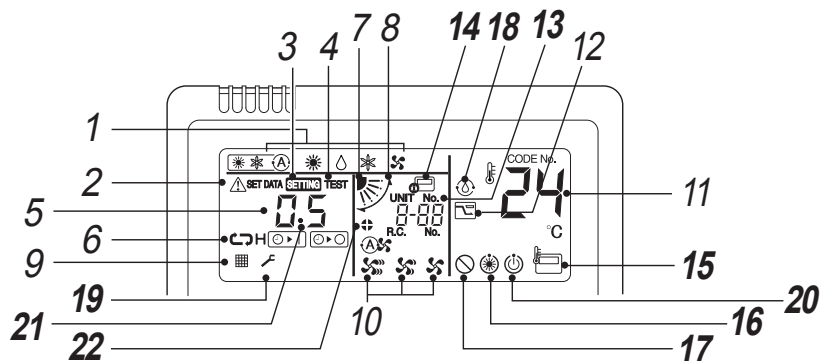 3 4 7 8 14 18 13 12
1
CODE No.
A
2 SET DATA SETTING TEST
UNIT No.
24 11
5 0.5
8-88
R.C. No.
°C
6 H
A
9
15
19 10 16 20
21
22 17